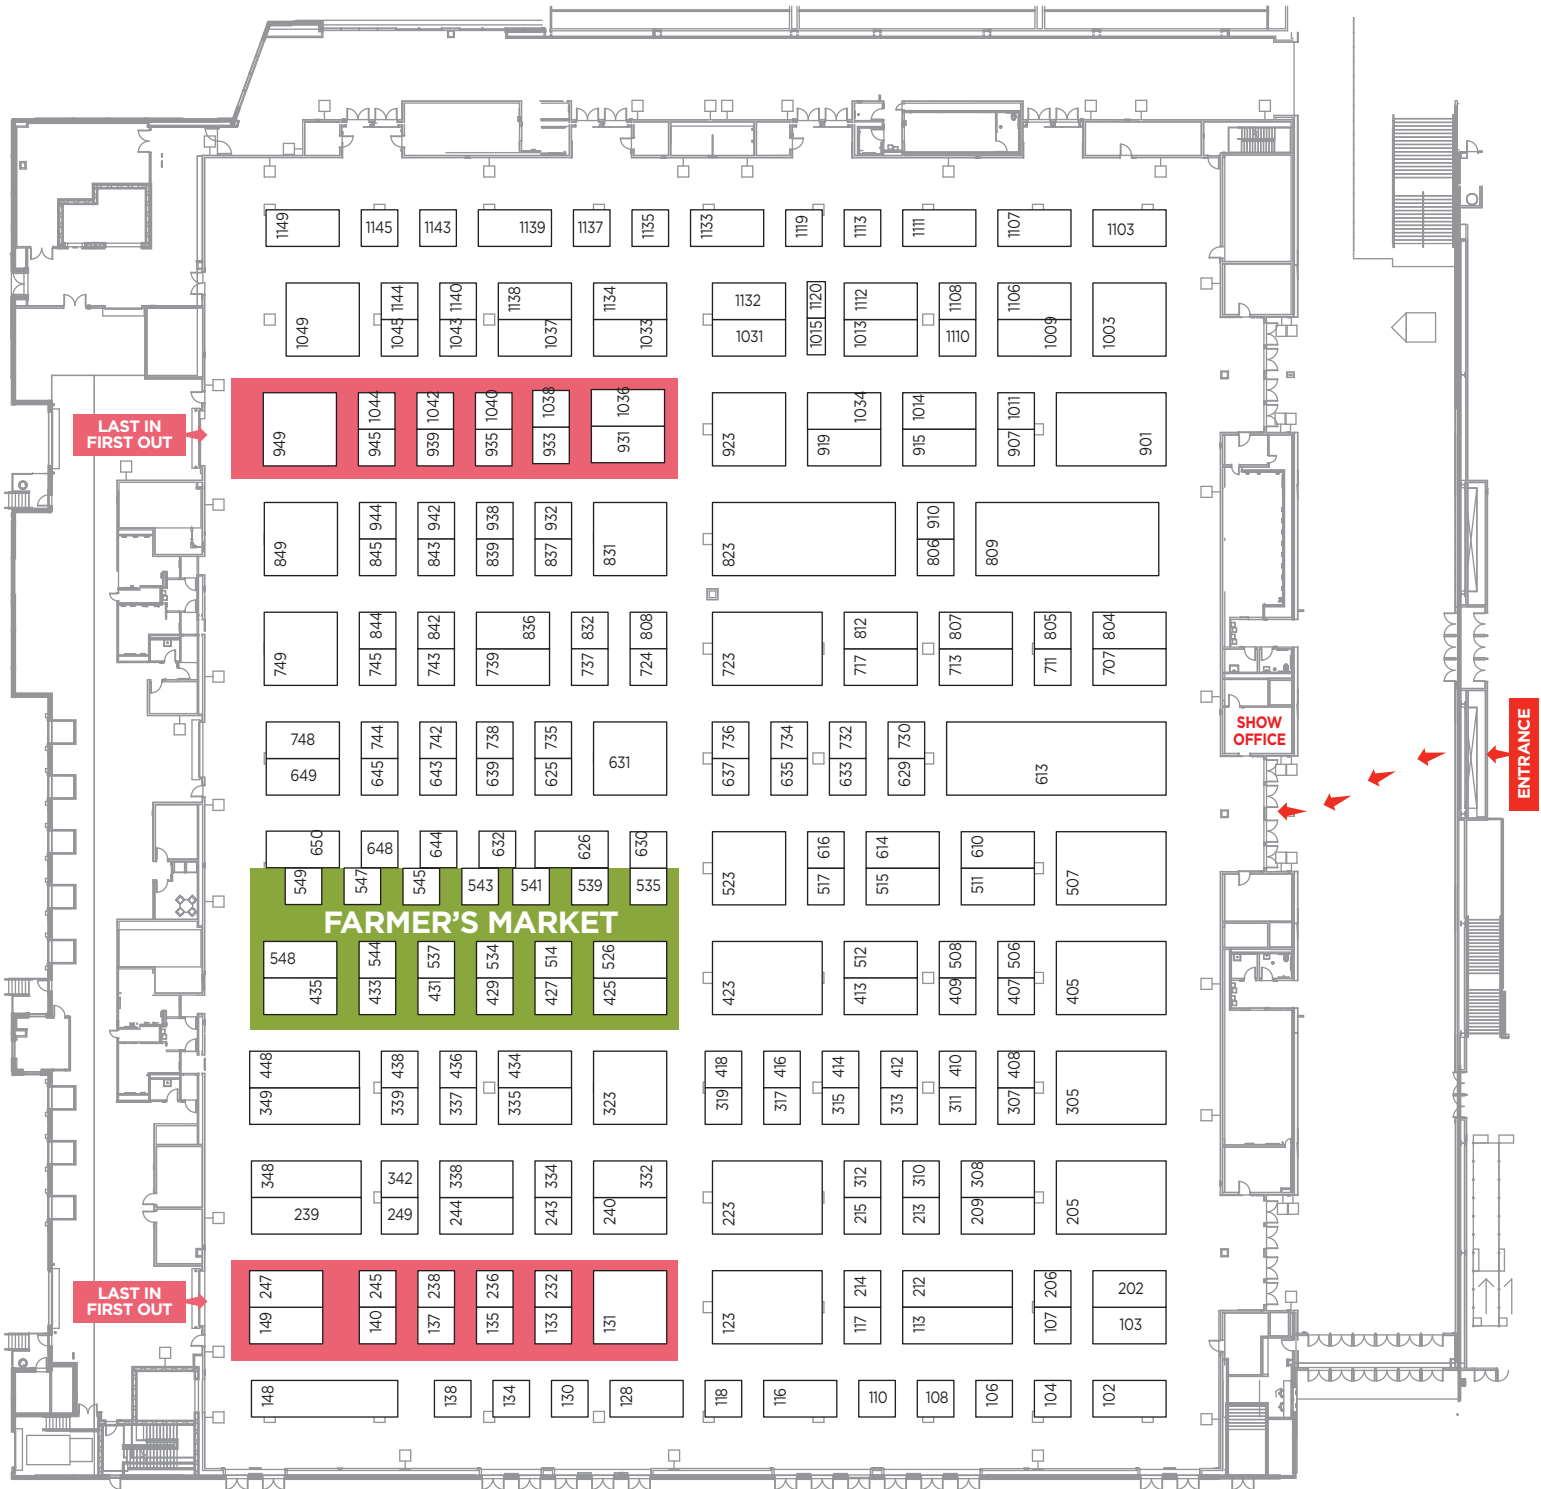 1149 1145 1143 1139 1137 1135 1133 1119 1113 1111 1107 1103
1144 1140 1138 1134 1132 1120 1112 1108 1106
1049 1045 1043 1037 1033 1031 1015 1013 1110 1009 1003
LAST IN
FIRST OUT
1044 1042 1040 1038 1036 1034 1014 1011
949 945 939 935 933 931 923 919 915 907 901
944 942 938 932 910
849 845 843 839 837 831 823 806 809
844 842 836 832 808 812 807 805 804
749 745 743 739 737 724 723 717 713 711 707
748 744 742 738 735 736 734 732 730
649 645 643 639 625 631 637 635 633 629 613
SHOW
OFFICE
ENTRANCE
650 648 644 632 626 630 616 614 610
549 547 545 543 541 539 535 523 517 515 511 507
FARMER'S MARKET
548 544 537 534 514 526 512 508 506
435 433 431 429 427 425 423 413 409 407 405
448 438 436 434 418 416 414 412 410 408
349 339 337 335 323 319 317 315 313 311 307 305
348 342 338 334 332 312 310 308
239 249 244 243 240 223 215 213 209 205
LAST IN
FIRST OUT
247 245 238 236 232 214 212 206 202
149 140 137 135 133 131 123 117 113 107 103
148 138 134 130 128 118 116 110 108 106 104 102